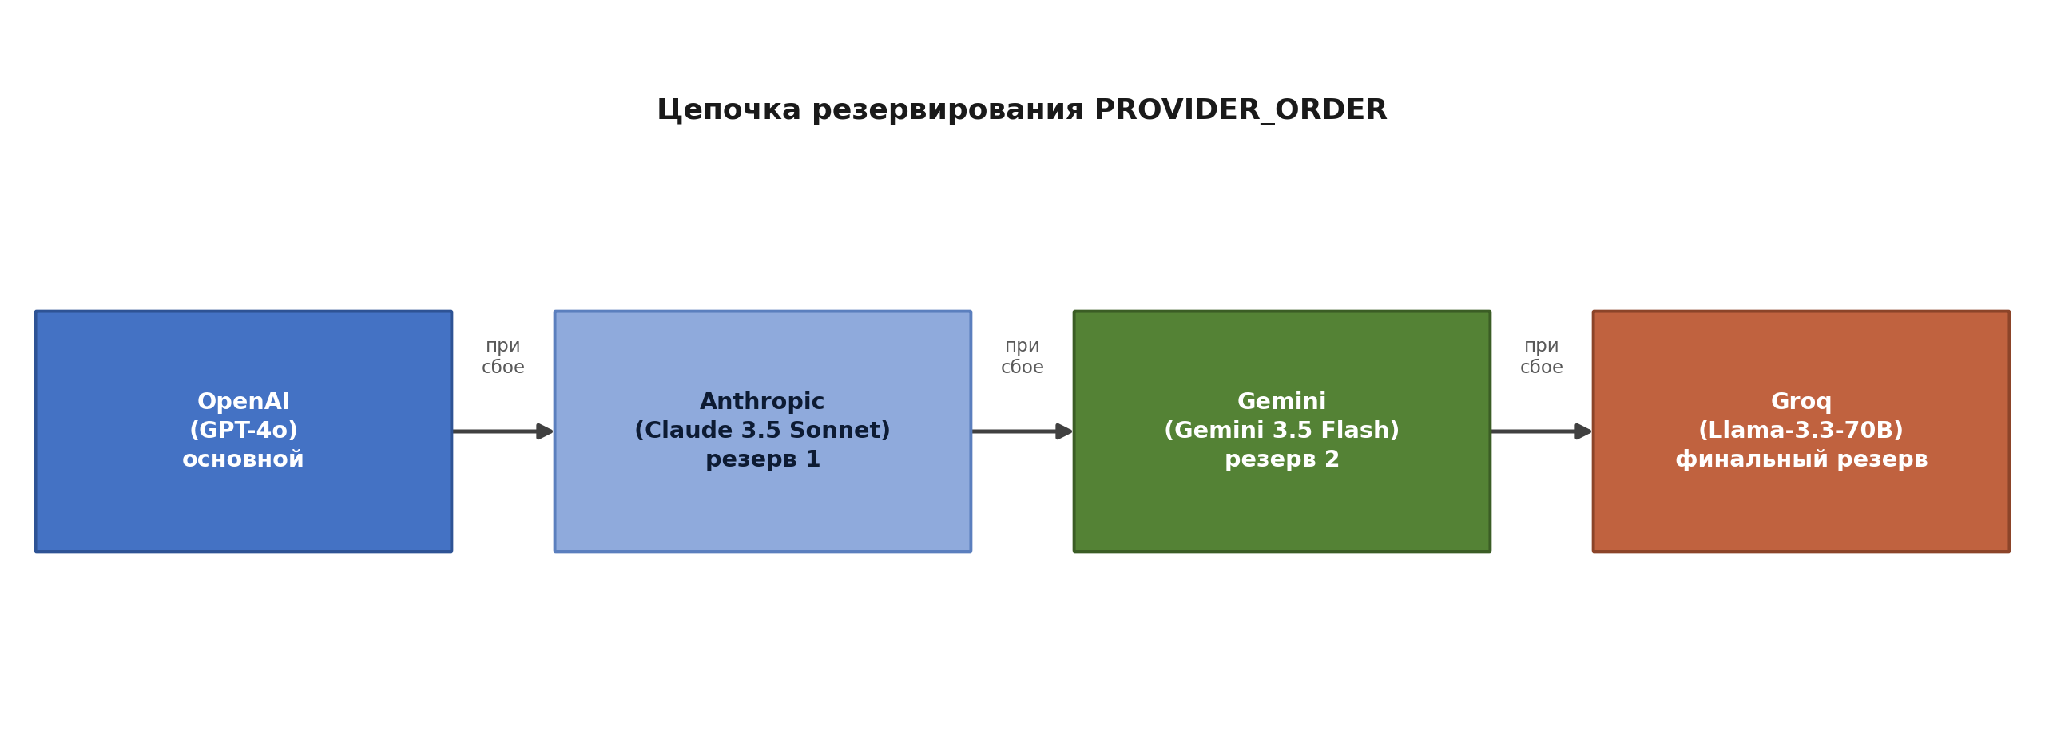 Цепочка резервирования PROVIDER_ORDER
OpenAI
(GPT-4o)
основной
при
сбое
Anthropic
(Claude 3.5 Sonnet)
резерв 1
при
сбое
Gemini
(Gemini 3.5 Flash)
резерв 2
при
сбое
Groq
(Llama-3.3-70B)
финальный резерв